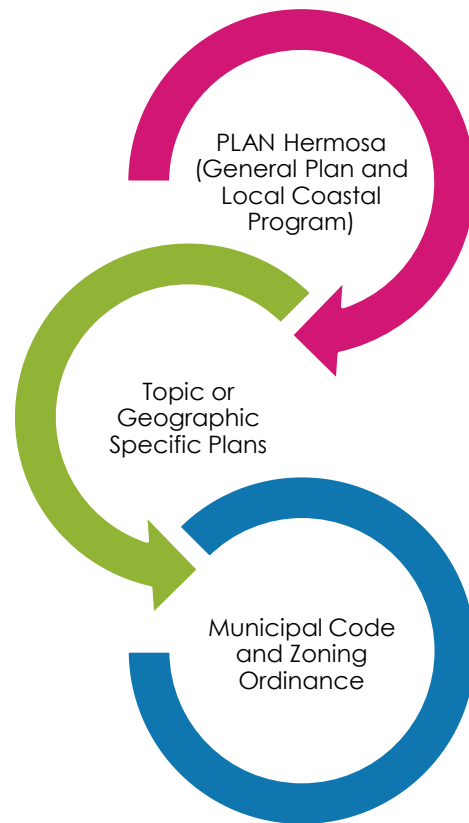 PLAN Hermosa
(General Plan and
Local Coastal
Program)
Topic or
Geographic
Specific Plans
Municipal Code
and Zoning
Ordinance